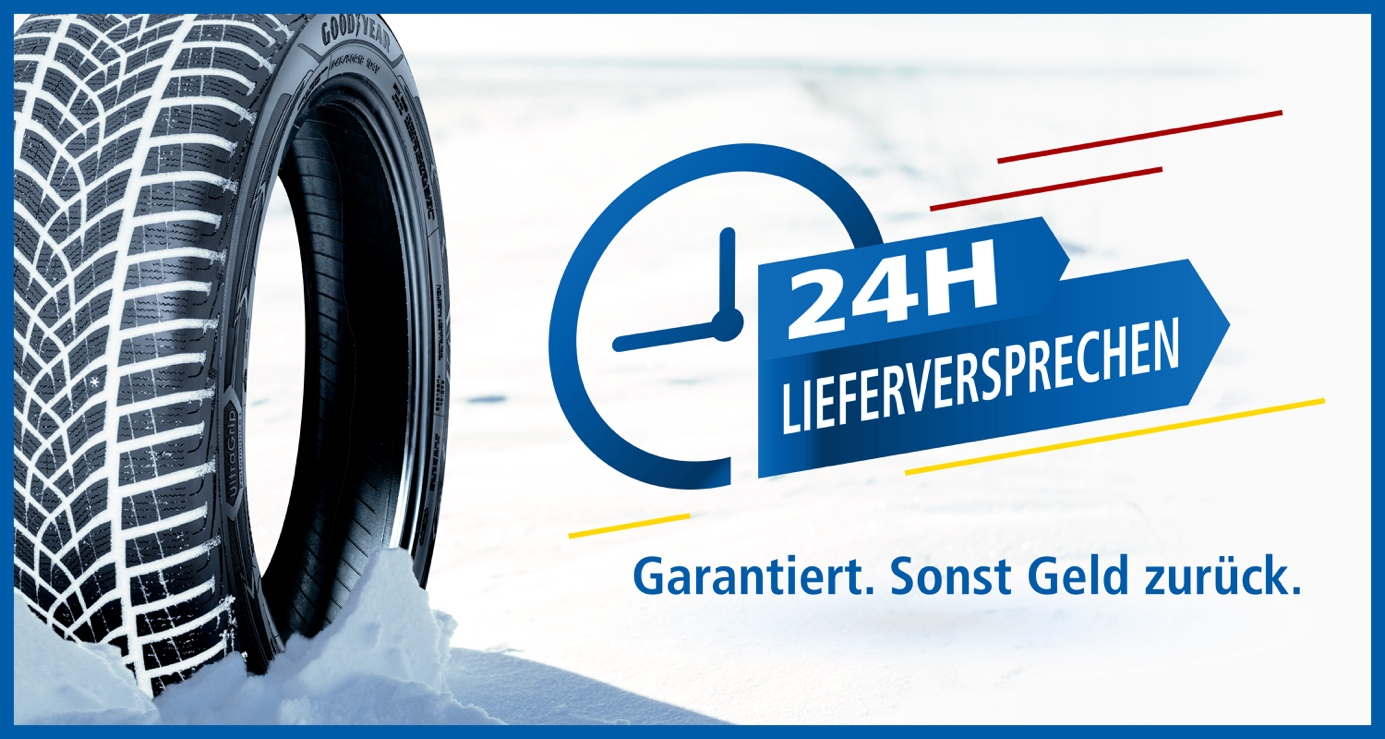 GOODYEAR
UltraGrip
24H
LIEFERVERSPRECHEN
Garantiert. Sonst Geld zurück.